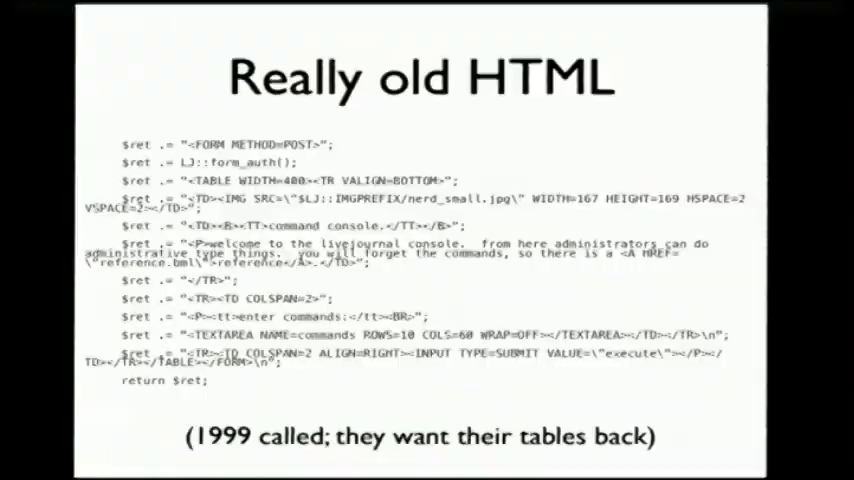 Really old HTML
$ret .= "<FORM METHOD=POST>";
$ret .= LJ::form_auth();
$ret .= "<TABLE WIDTH=400><TR VALIGN=BOTTOM>";
$ret .= "<TD><IMG SRC=\"$LJ::IMGPREFIX/nerd_small.jpg\" WIDTH=167 HEIGHT=169 HSPACE=2
VSPACE=2></TD>";
$ret .= "<TD><B><TT>command console.</TT></B>";
$ret .= "<P>welcome to the livejournal console.  from here administrators can do
administrative type things.  you will forget the commands, so there is a <A HREF=
\"reference.bml\">reference</A>.</TD>";
$ret .= "</TR>";
$ret .= "<TR><TD COLSPAN=2>";
$ret .= "<P><tt>enter commands:</tt><BR>";
$ret .= "<TEXTAREA NAME=commands ROWS=10 COLS=60 WRAP=OFF></TEXTAREA></TD></TR>\n";
$ret .= "<TR><TD COLSPAN=2 ALIGN=RIGHT><INPUT TYPE=SUBMIT VALUE=\"execute\"></P></
TD></TR></TABLE></FORM>\n";
return $ret;
(1999 called; they want their tables back)